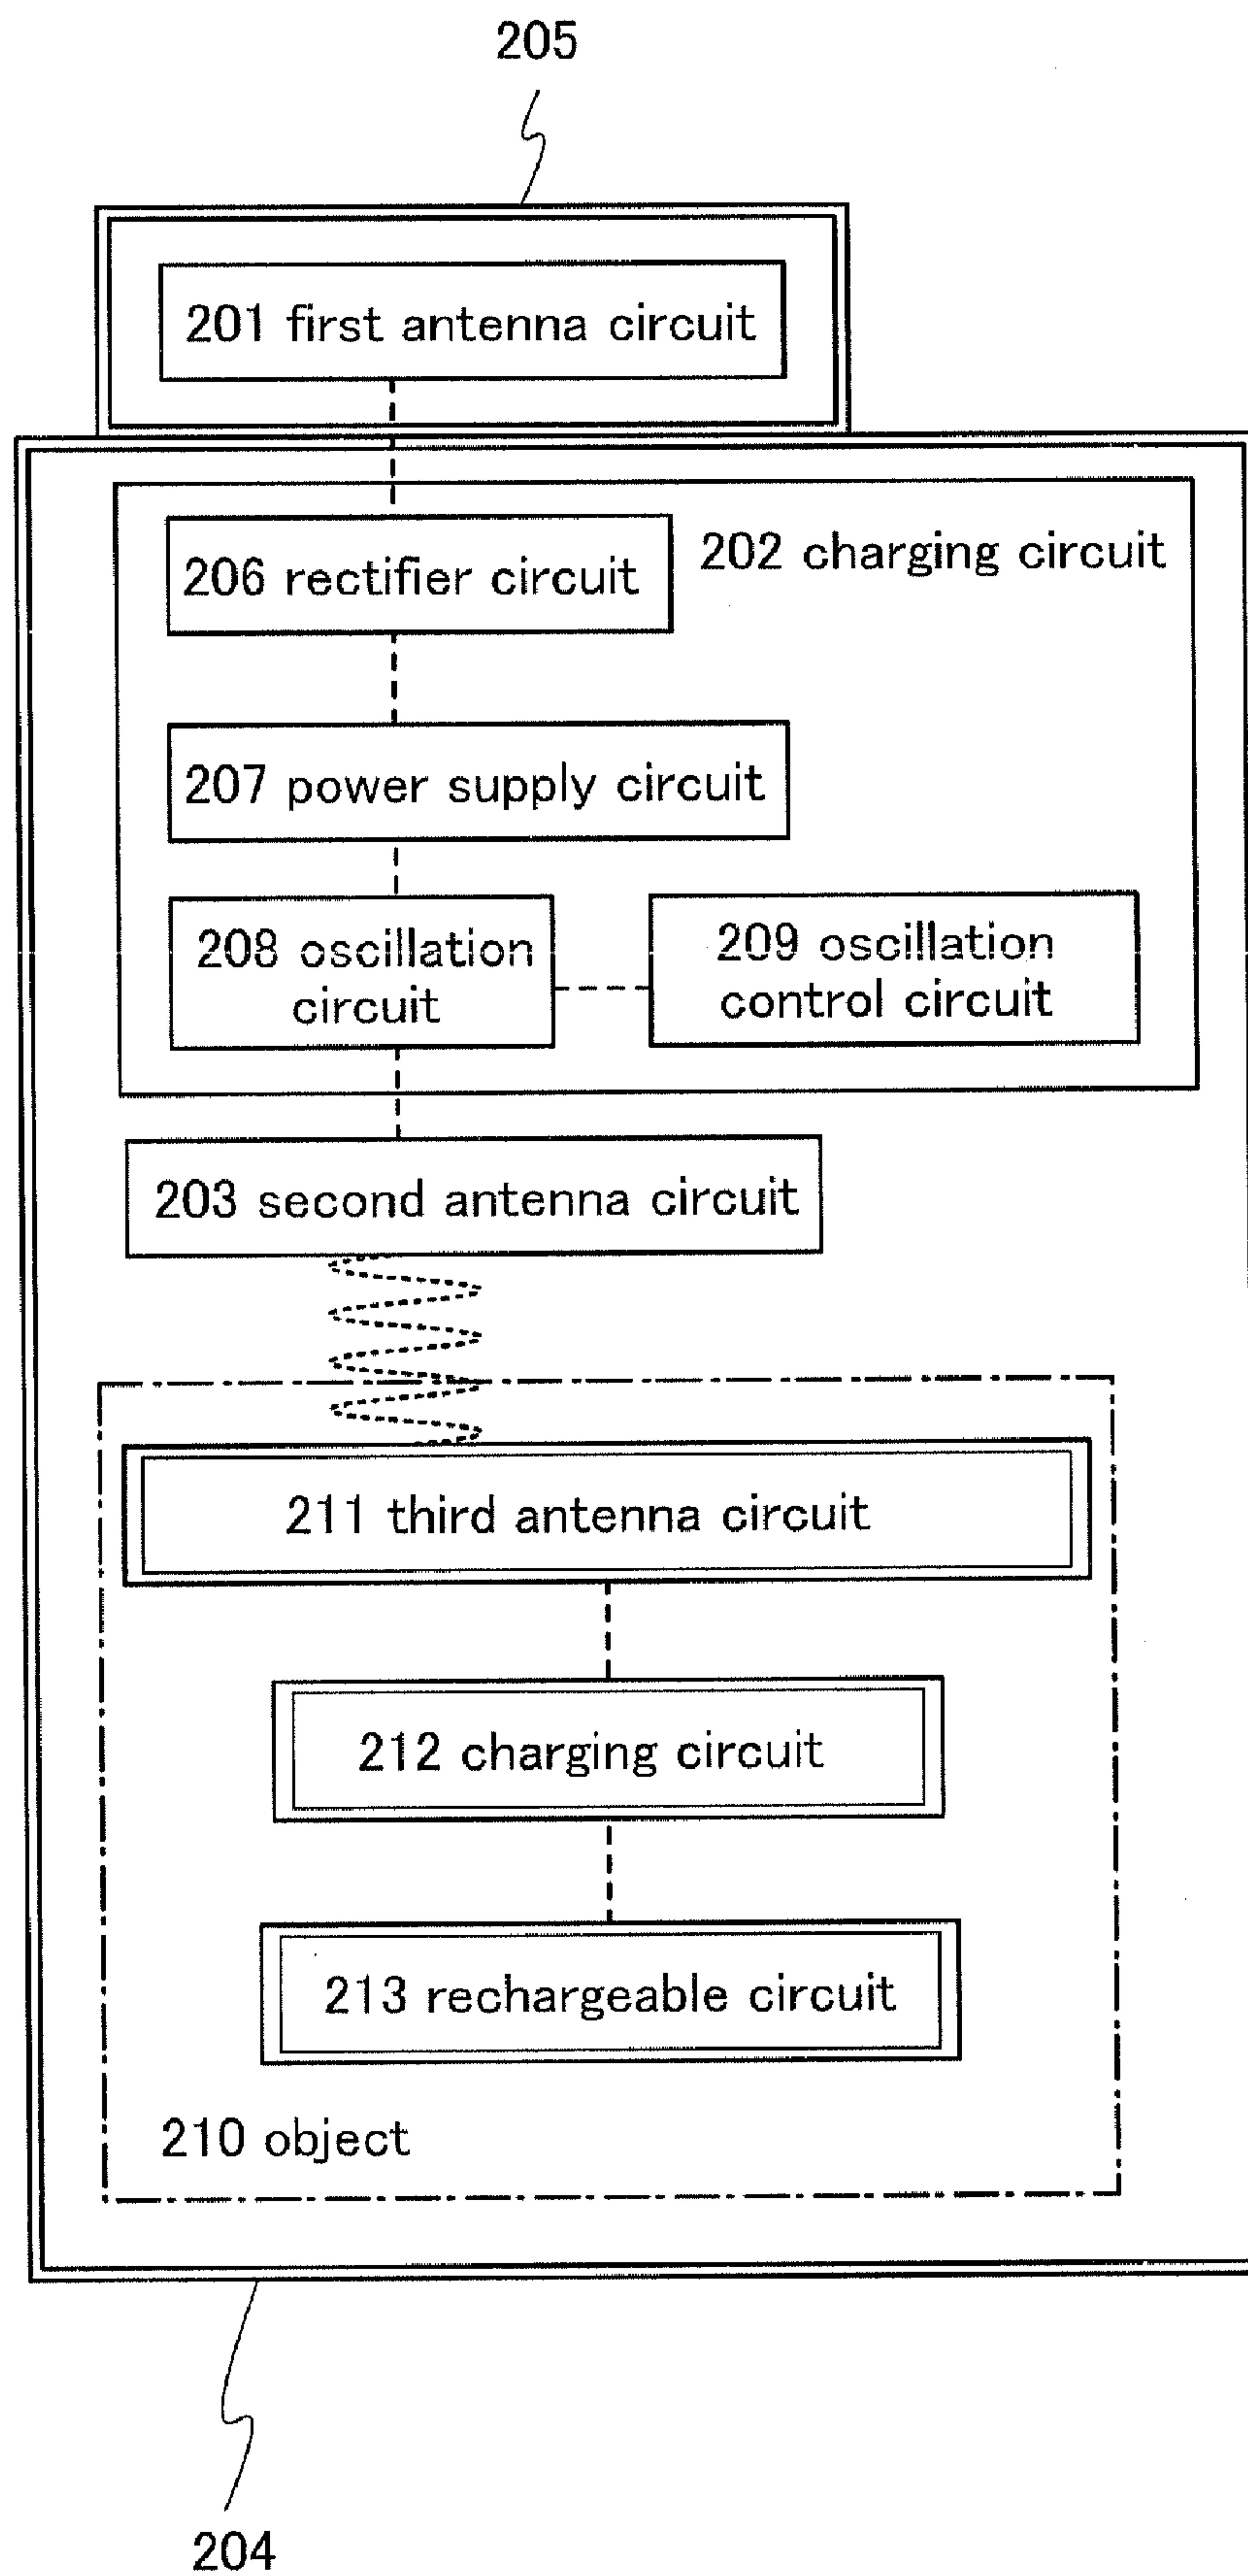 205
201 first antenna circuit
206 rectifier circuit
202 charging circuit
207 power supply circuit
208 oscillation
circuit
209 oscillation
control circuit
203 second antenna circuit
211 third antenna circuit
212 charging circuit
213 rechargeable circuit
210 object
204